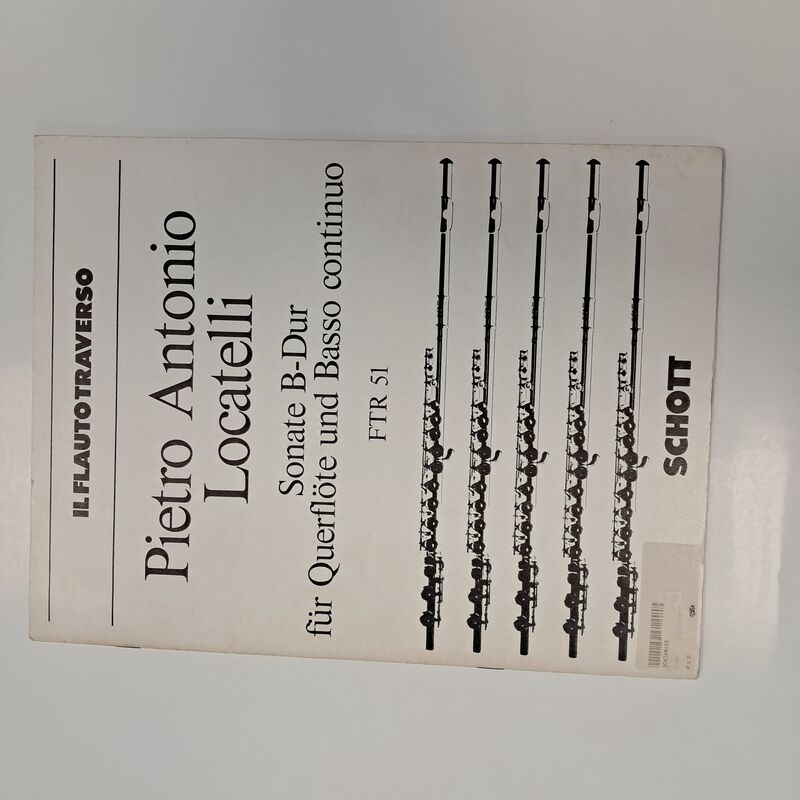 IL FLAUTO TRAVERSO
Pietro Antonio
Locatelli
Sonate B-Dur
für Querflöte und Basso continuo
FTR 51
SCHOTT
P.V.P.